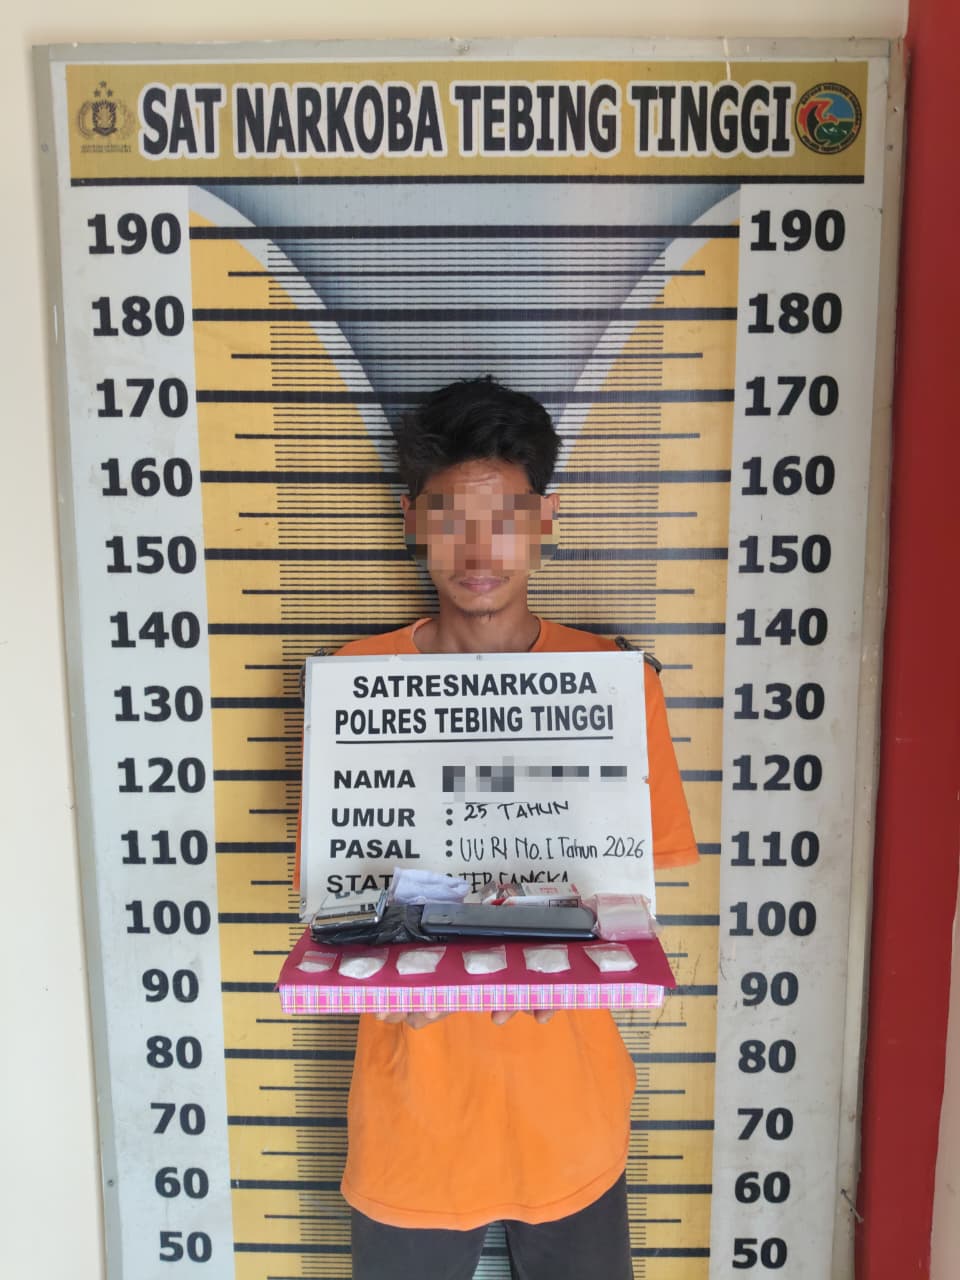 SAT NARKOBA TEBING TINGGI
190 190
180 180
170 170
160 160
150 150
140 140
130 130
120 120
110 110
100 100
90 90
80 80
70 70
60 60
50 50
SATRESNARKOBA
POLRES TEBING TINGGI
NAMA
UMUR : 25 TAHUN
PASAL : UU RI No. I Tahun 2026
STAT TERSANGKA